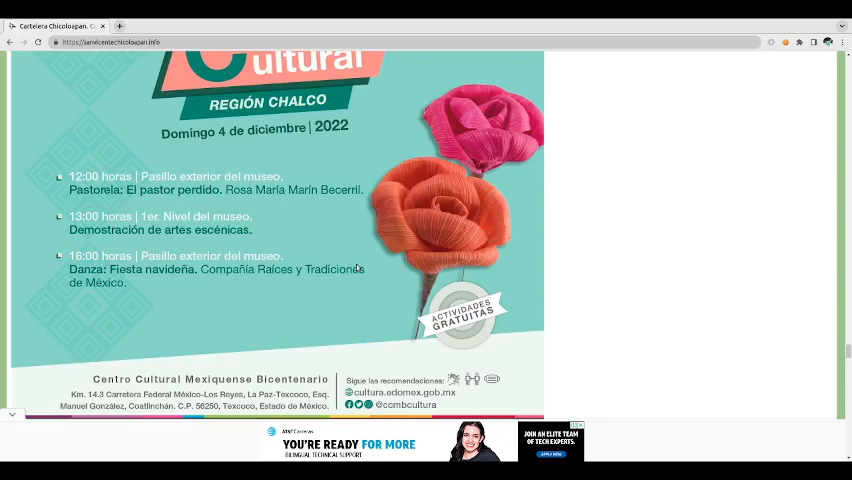 Cartelera Chicoloapan. C
https://sanvicentechicoloapan.info
Cultural
REGIÓN CHALCO
Domingo 4 de diciembre | 2022
12:00 horas | Pasillo exterior del museo.
Pastorela: El pastor perdido. Rosa María Marín Becerril.
13:00 horas | 1er. Nivel del museo.
Demostración de artes escénicas.
16:00 horas | Pasillo exterior del museo.
Danza: Fiesta navideña. Compañía Raíces y Tradiciones
de México.
ACTIVIDADES
GRATUITAS
Centro Cultural Mexiquense Bicentenario
Km. 14.3 Carretera Federal México-Los Reyes, La Paz-Texcoco, Esq.
Manuel González, Coatlinchán. C.P. 56250, Texcoco, Estado de México.
Sigue las recomendaciones:
cultura.edomex.gob.mx
@ccmbcultura
AT&T Carreras
YOU'RE READY FOR MORE
BILINGUAL TECHNICAL SUPPORT
JOIN AN ELITE TEAM
OF TECH EXPERTS
APPLY NOW